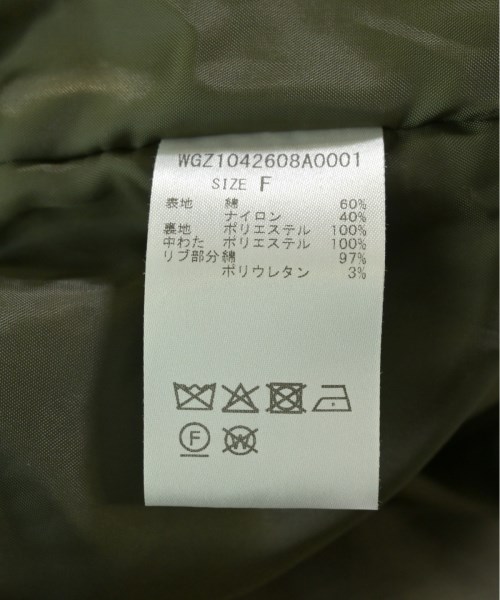 WGZ1042608A0001
SIZE F
表地 綿 60%
ナイロン 40%
裏地 ポリエステル 100%
中わた ポリエステル 100%
リブ部分 綿 97%
ポリウレタン 3%
F W